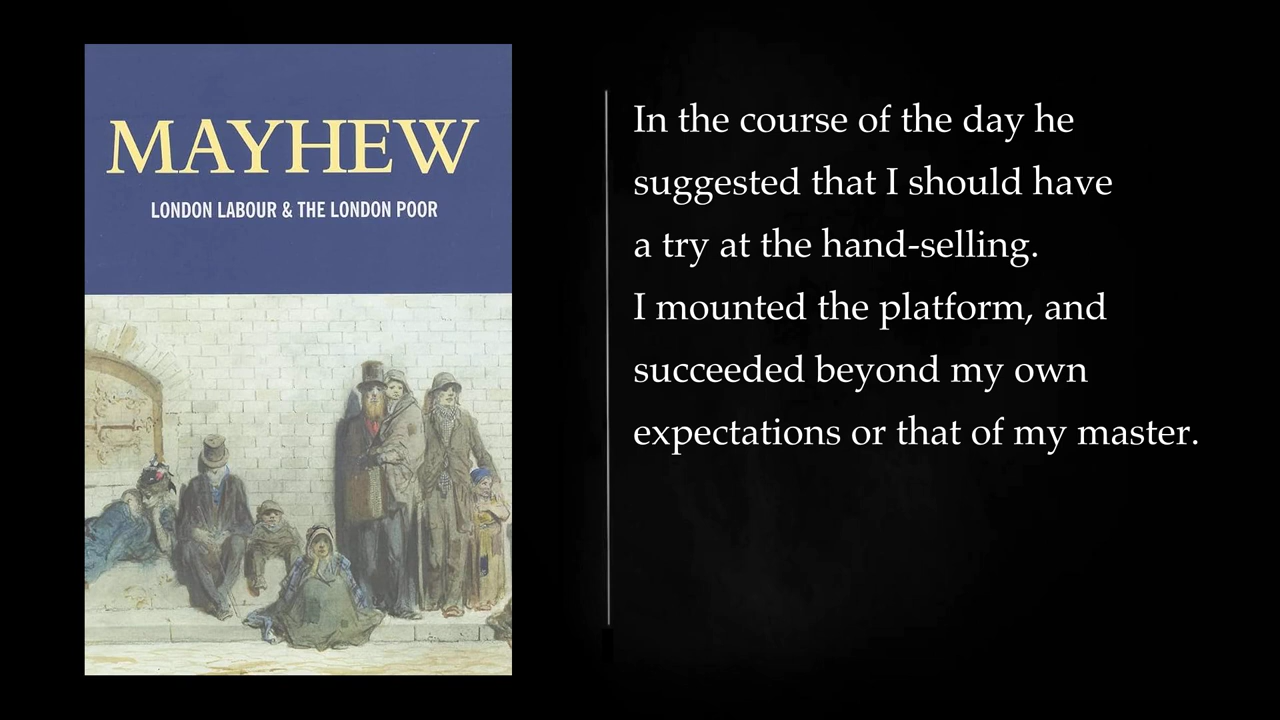 MAYHEW
LONDON LABOUR & THE LONDON POOR
In the course of the day he
suggested that I should have
a try at the hand-selling.
I mounted the platform, and
succeeded beyond my own
expectations or that of my master.